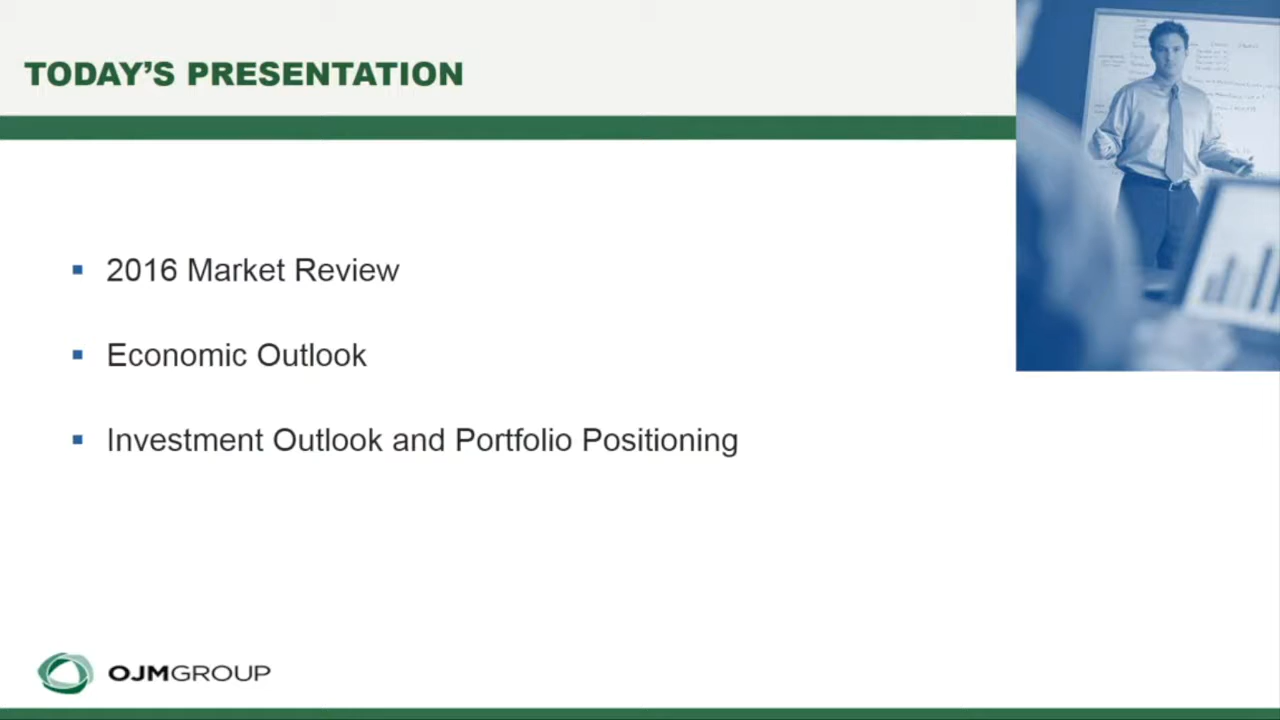 TODAY'S PRESENTATION
2016 Market Review
Economic Outlook
Investment Outlook and Portfolio Positioning
OJMGROUP